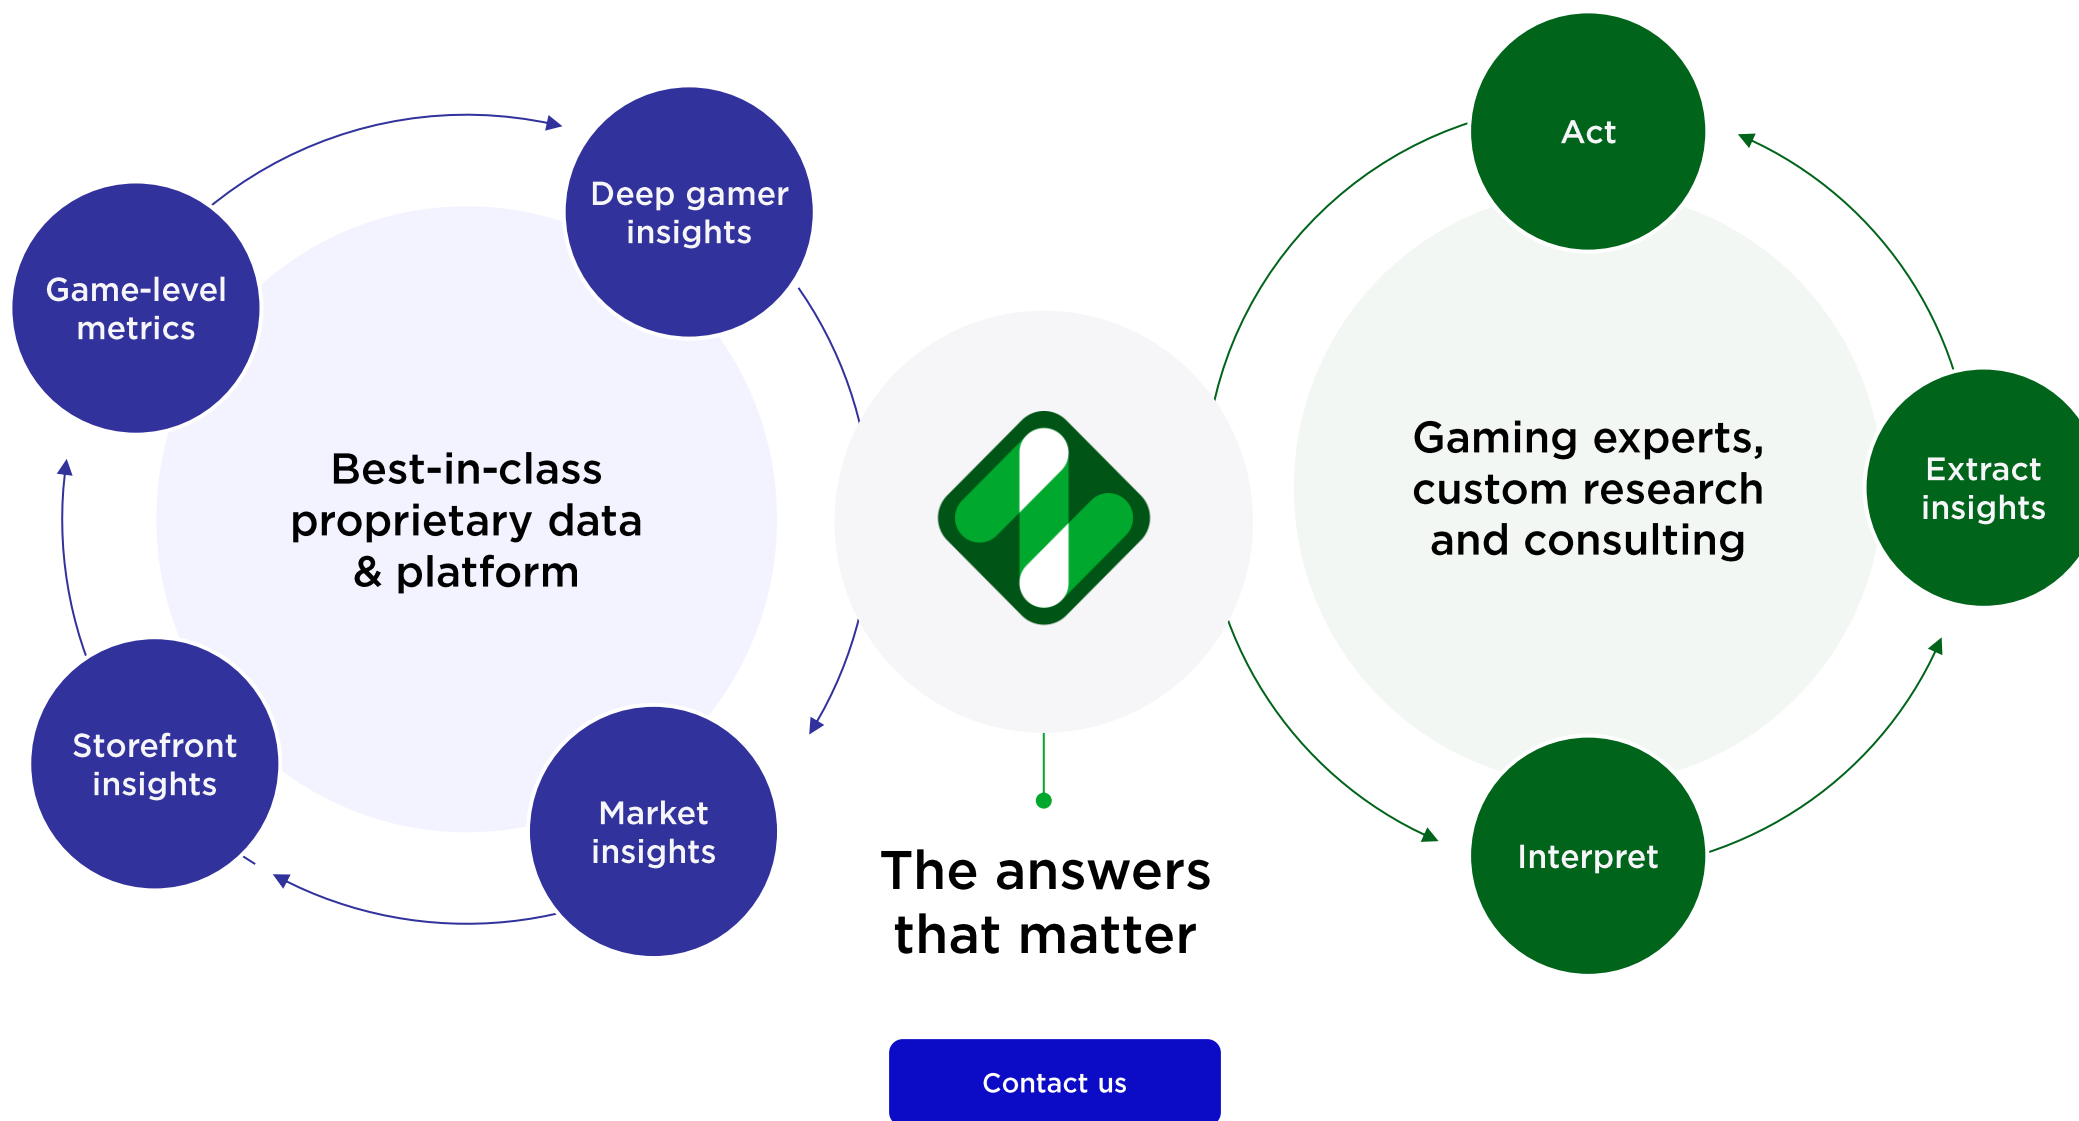 Deep gamer
insights
Game-level
metrics
Best-in-class
proprietary data
& platform
Storefront
insights
Market
insights
The answers
that matter
Contact us
Act
Gaming experts,
custom research
and consulting
Extract
insights
Interpret